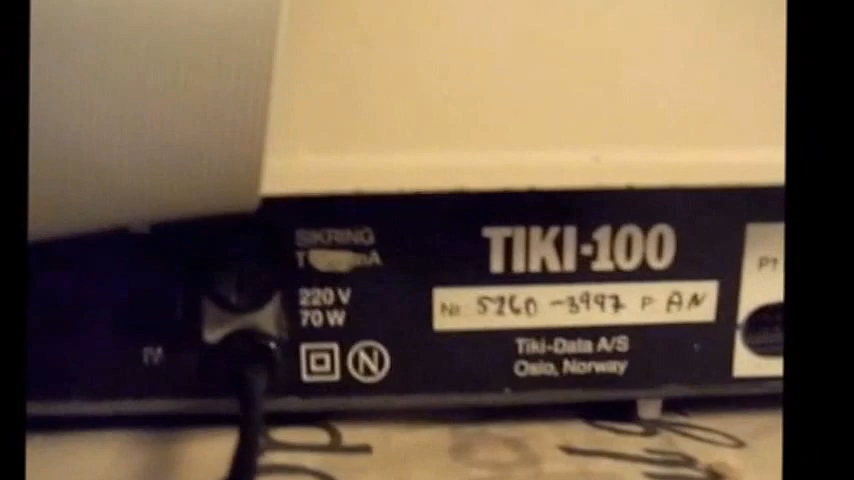 SIKRING
TIKI-100
220 V
70 W
Nr. 5260-3997 P AN
N
Tiki-Data A/S
Oslo, Norway